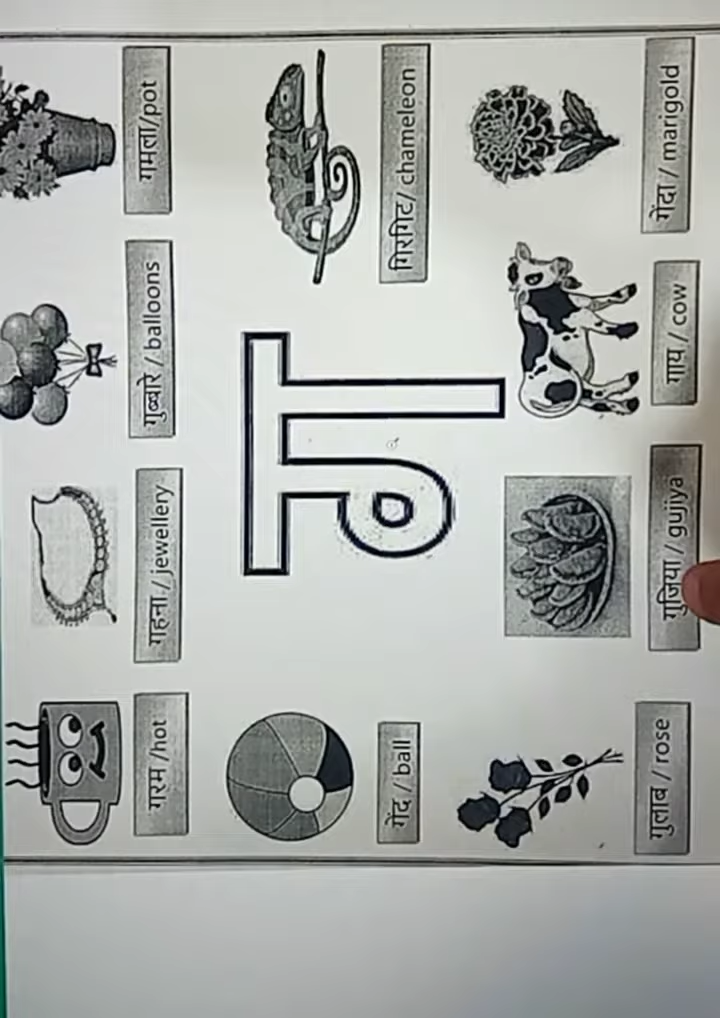 गरम /hot
गहना / jewellery
गुब्बारे / balloons
गमला/pot
गेंद / ball
ग
गिरगिट/ chameleon
गुलाब / rose
गुजिया / gujiya
गाय / cow
गेंदा / marigold